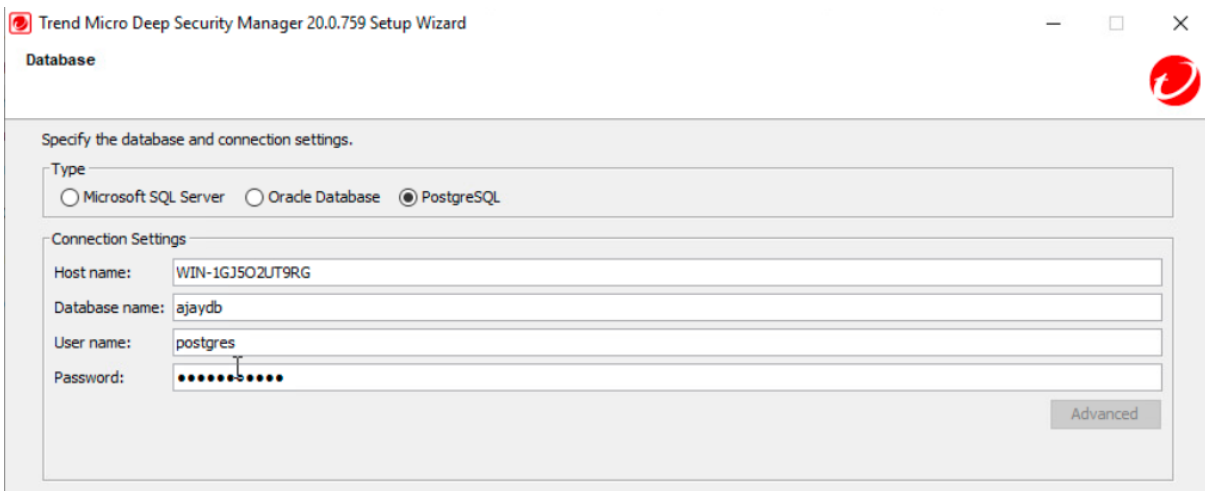 Trend Micro Deep Security Manager 20.0.759 Setup Wizard
Database
Specify the database and connection settings.
Type
Microsoft SQL Server Oracle Database PostgreSQL
Connection Settings
Host name: WIN-1GJ5O2UT9RG
Database name: ajaydb
User name: postgres
Password: •••••••••••
Advanced